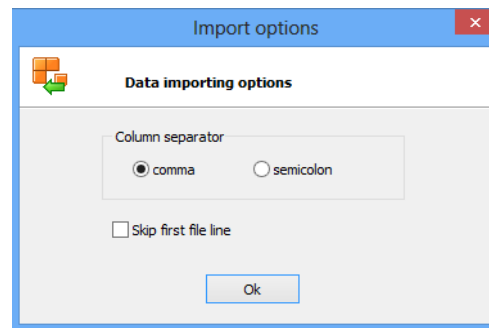 Import options
Data importing options
Column separator
comma
semicolon
Skip first file line
Ok